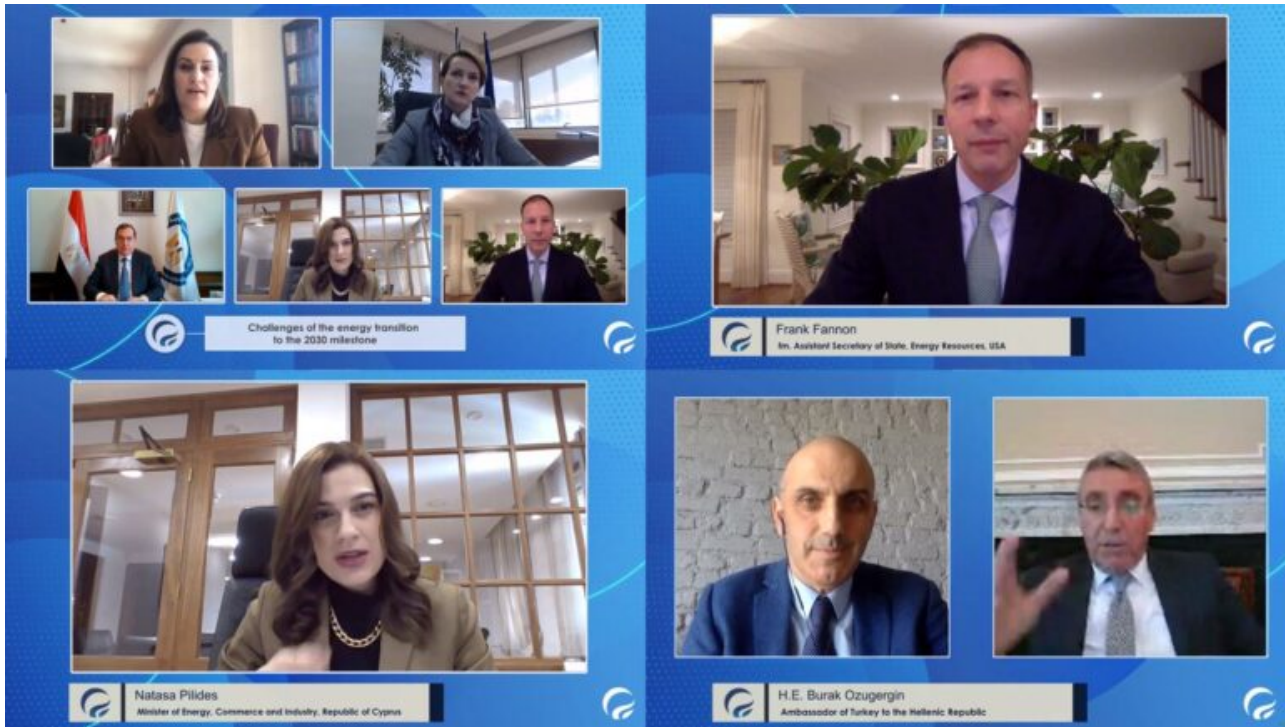 Challenges of the energy transition
to the 2030 milestone
Frank Fannon
fm. Assistant Secretary of State, Energy Resources, USA
Natasa Pilides
Minister of Energy, Commerce and Industry, Republic of Cyprus
H.E. Burak Ozugergin
Ambassador of Turkey to the Hellenic Republic